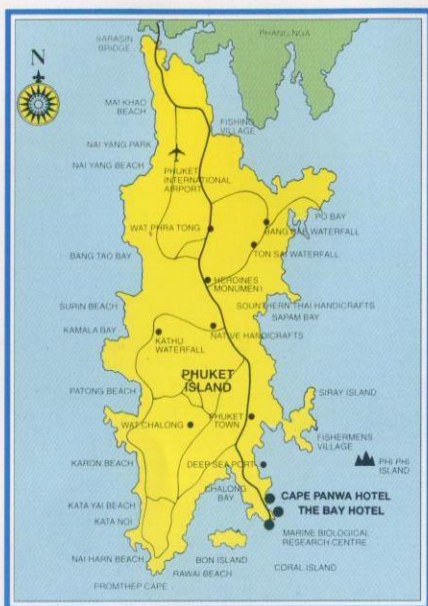 SARASIN
BRIDGE
PHANG NGA
N
MAI KHAO
BEACH
FISHING
VILLAGE
NAI YANG PARK
NAI YANG BEACH
PHUKET
INTERNATIONAL
AIRPORT
PO BAY
WAT PHRA TONG
BANG BAE WATERFALL
TON SAI WATERFALL
BANG TAO BAY
HEROINES
MONUMENT
SOUNTHERN THAI HANDICRAFTS
SURIN BEACH
SAPAM BAY
KAMALA BAY
NATIVE HANDICRAFTS
KATHU
WATERFALL
PHUKET
ISLAND
PATONG BEACH
SIRAY ISLAND
PHUKET
TOWN
WAT CHALONG
FISHERMENS
VILLAGE
KARON BEACH
DEEP SEA PORT
PHI PHI
ISLAND
CHALONG
BAY
KATA YAI BEACH
CAPE PANWA HOTEL
THE BAY HOTEL
KATA NOI
MARINE BIOLOGICAL
RESEARCH CENTRE
NAI HARN BEACH
BON ISLAND
CORAL ISLAND
RAWAI BEACH
PROMTHEP CAPE